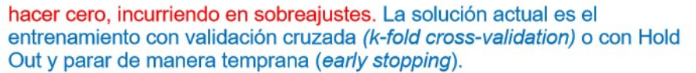 hacer cero, incurriendo en sobreajustes. La solución actual es el
entrenamiento con validación cruzada (k-fold cross-validation) o con Hold
Out y parar de manera temprana (early stopping).